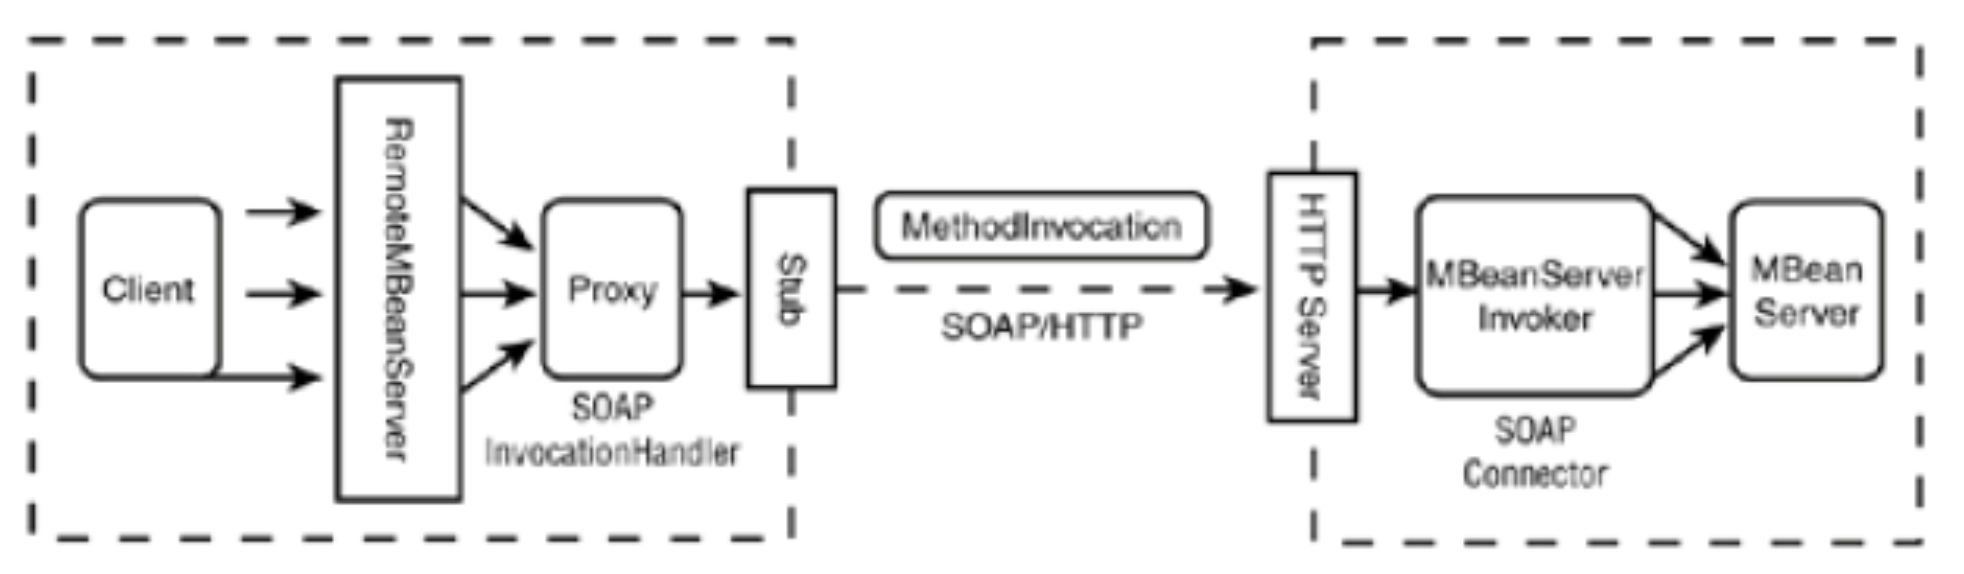 Client
RemoteMBeanServer
Proxy
SOAP
InvocationHandler
Stub
MethodInvocation
SOAP/HTTP
HTTP Server
MBeanServer
Invoker
SOAP
Connector
MBean
Server